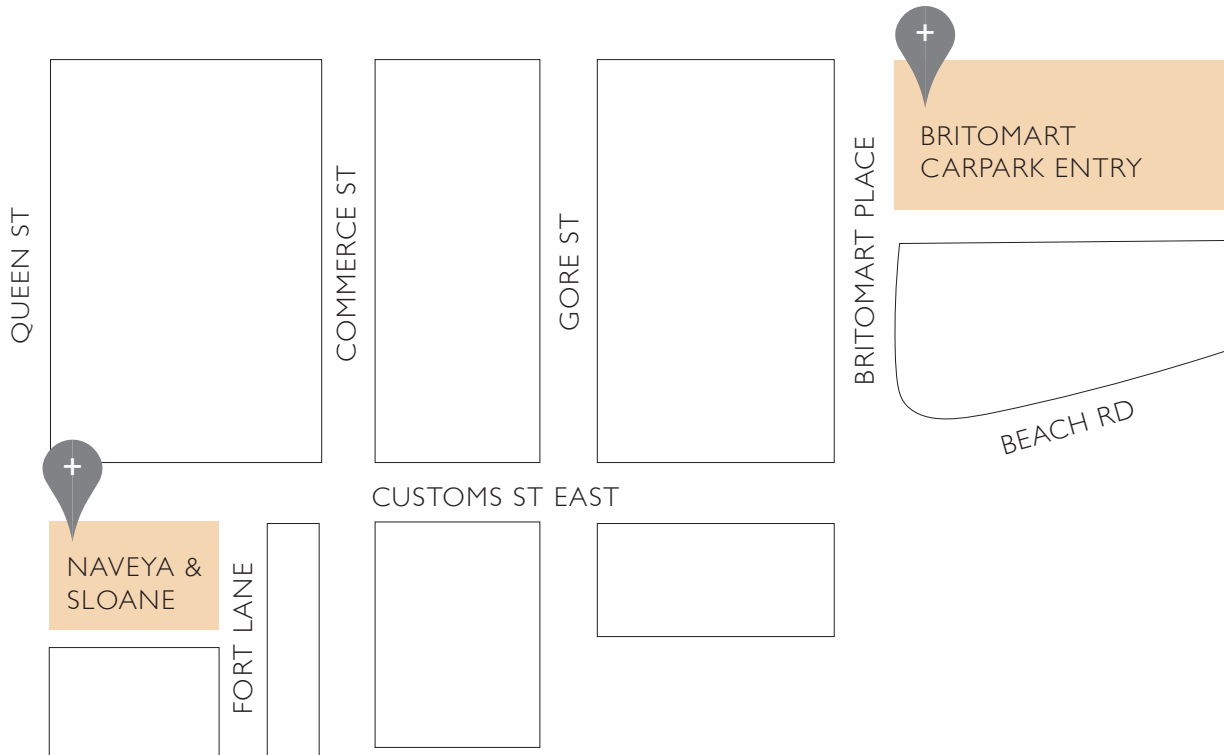 BRITOMART
CARPARK ENTRY
QUEEN ST
COMMERCE ST
GORE ST
BRITOMART PLACE
BEACH RD
CUSTOMS ST EAST
NAVEYA &
SLOANE
FORT LANE